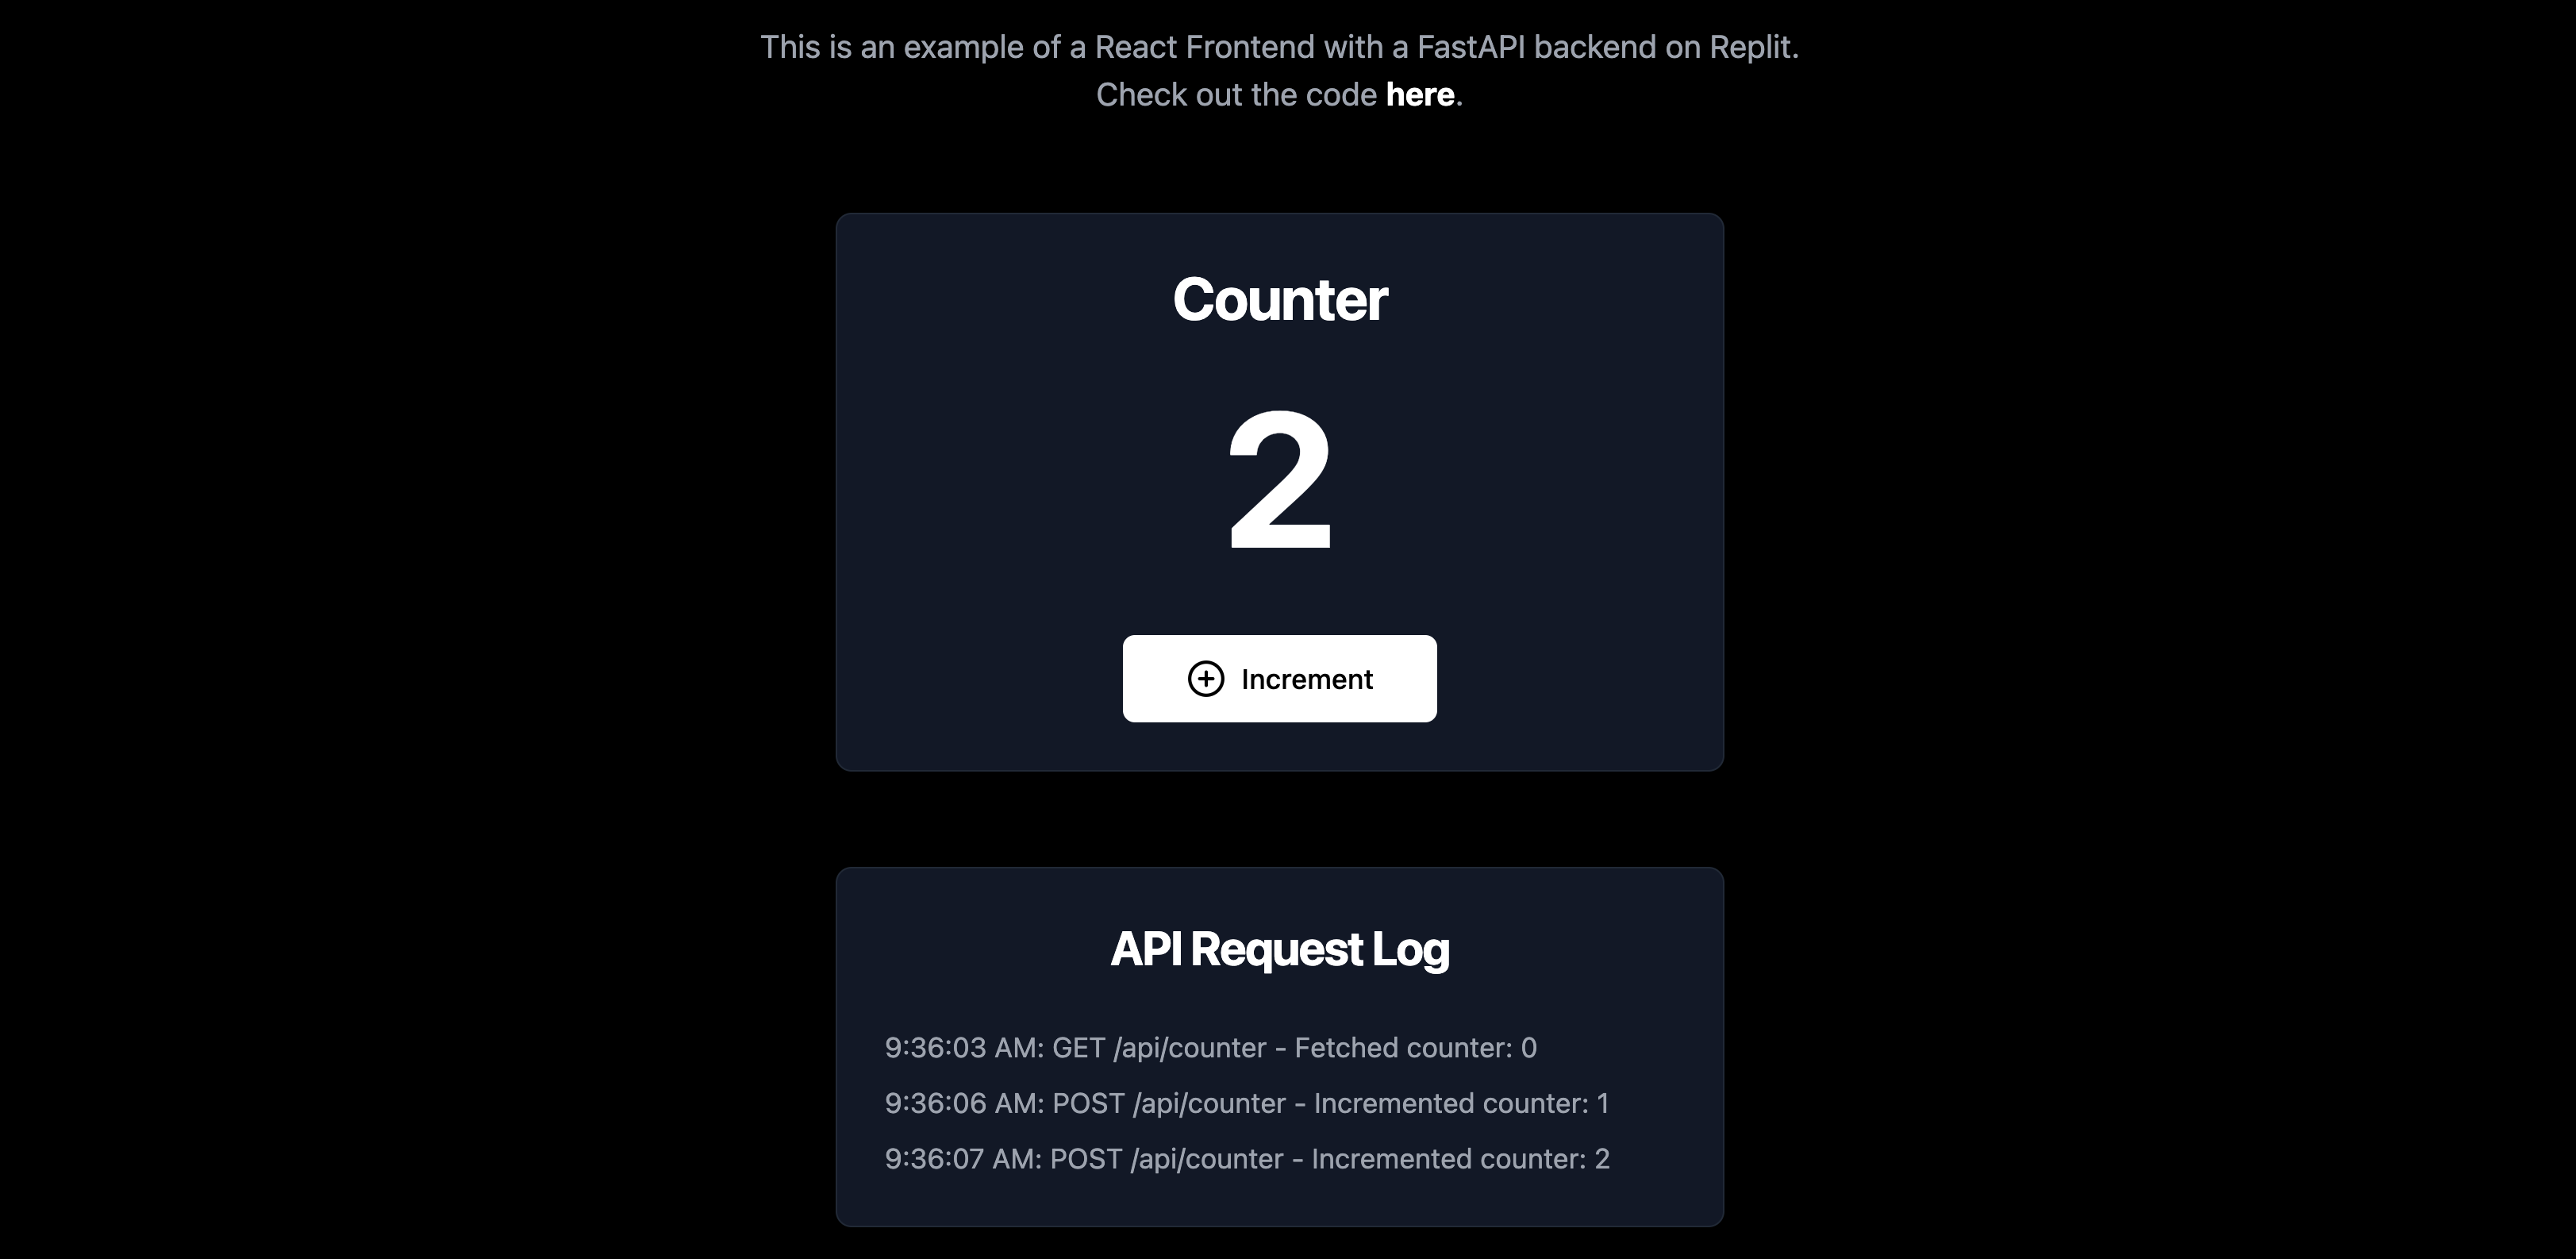 This is an example of a React Frontend with a FastAPI backend on Replit.
Check out the code here.
Counter
2
Increment
API Request Log
9:36:03 AM: GET /api/counter - Fetched counter: 0
9:36:06 AM: POST /api/counter - Incremented counter: 1
9:36:07 AM: POST /api/counter - Incremented counter: 2